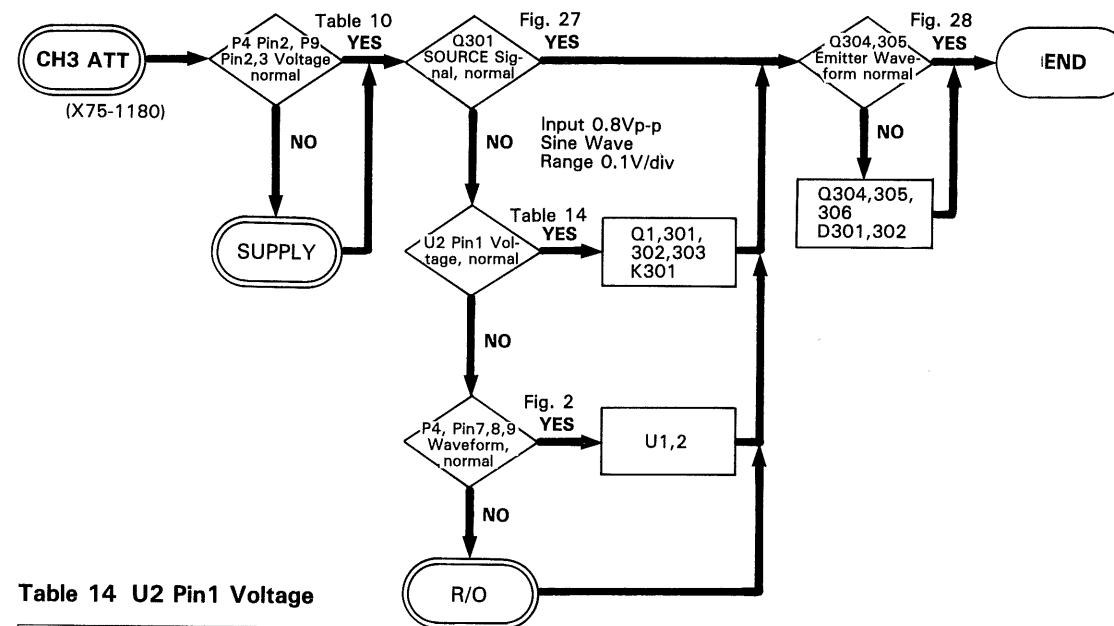 CH3 ATT
(X75-1180)
P4 Pin2, P9
Pin2,3 Voltage
normal
Table 10
YES
NO
SUPPLY
Q301
SOURCE Sig-
nal, normal
Fig. 27
YES
NO
Input 0.8Vp-p
Sine Wave
Range 0.1V/div
U2 Pin1 Vol-
tage, normal
Table 14
YES
Q1,301,
302,303
K301
NO
P4, Pin7,8,9
Waveform,
normal
Fig. 2
YES
U1,2
NO
R/O
Q304,305
Emitter Wave-
form normal
Fig. 28
YES
END
NO
Q304,305,
306
D301,302
Table 14 U2 Pin1 Voltage